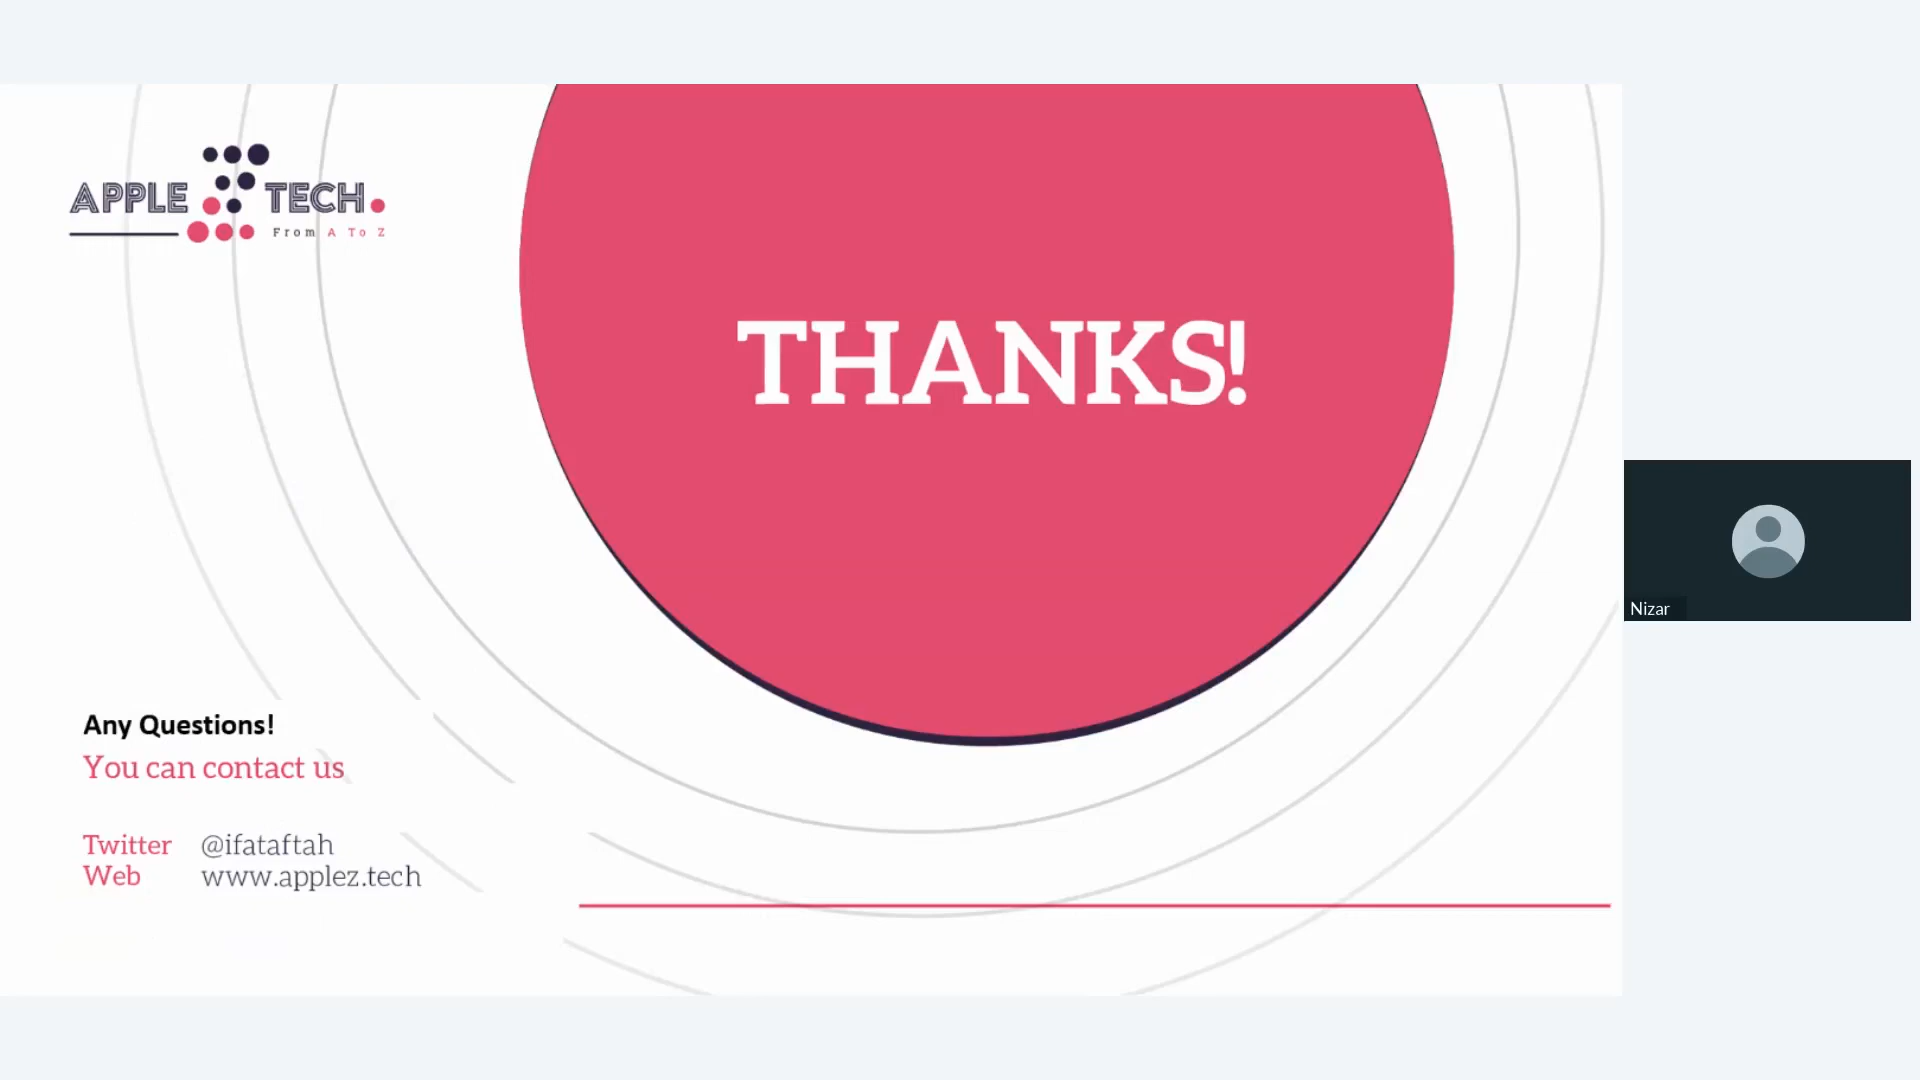 APPLE TECH.
From A To Z
THANKS!
Any Questions!
You can contact us
Twitter @ifataftah
Web www.applez.tech
Nizar